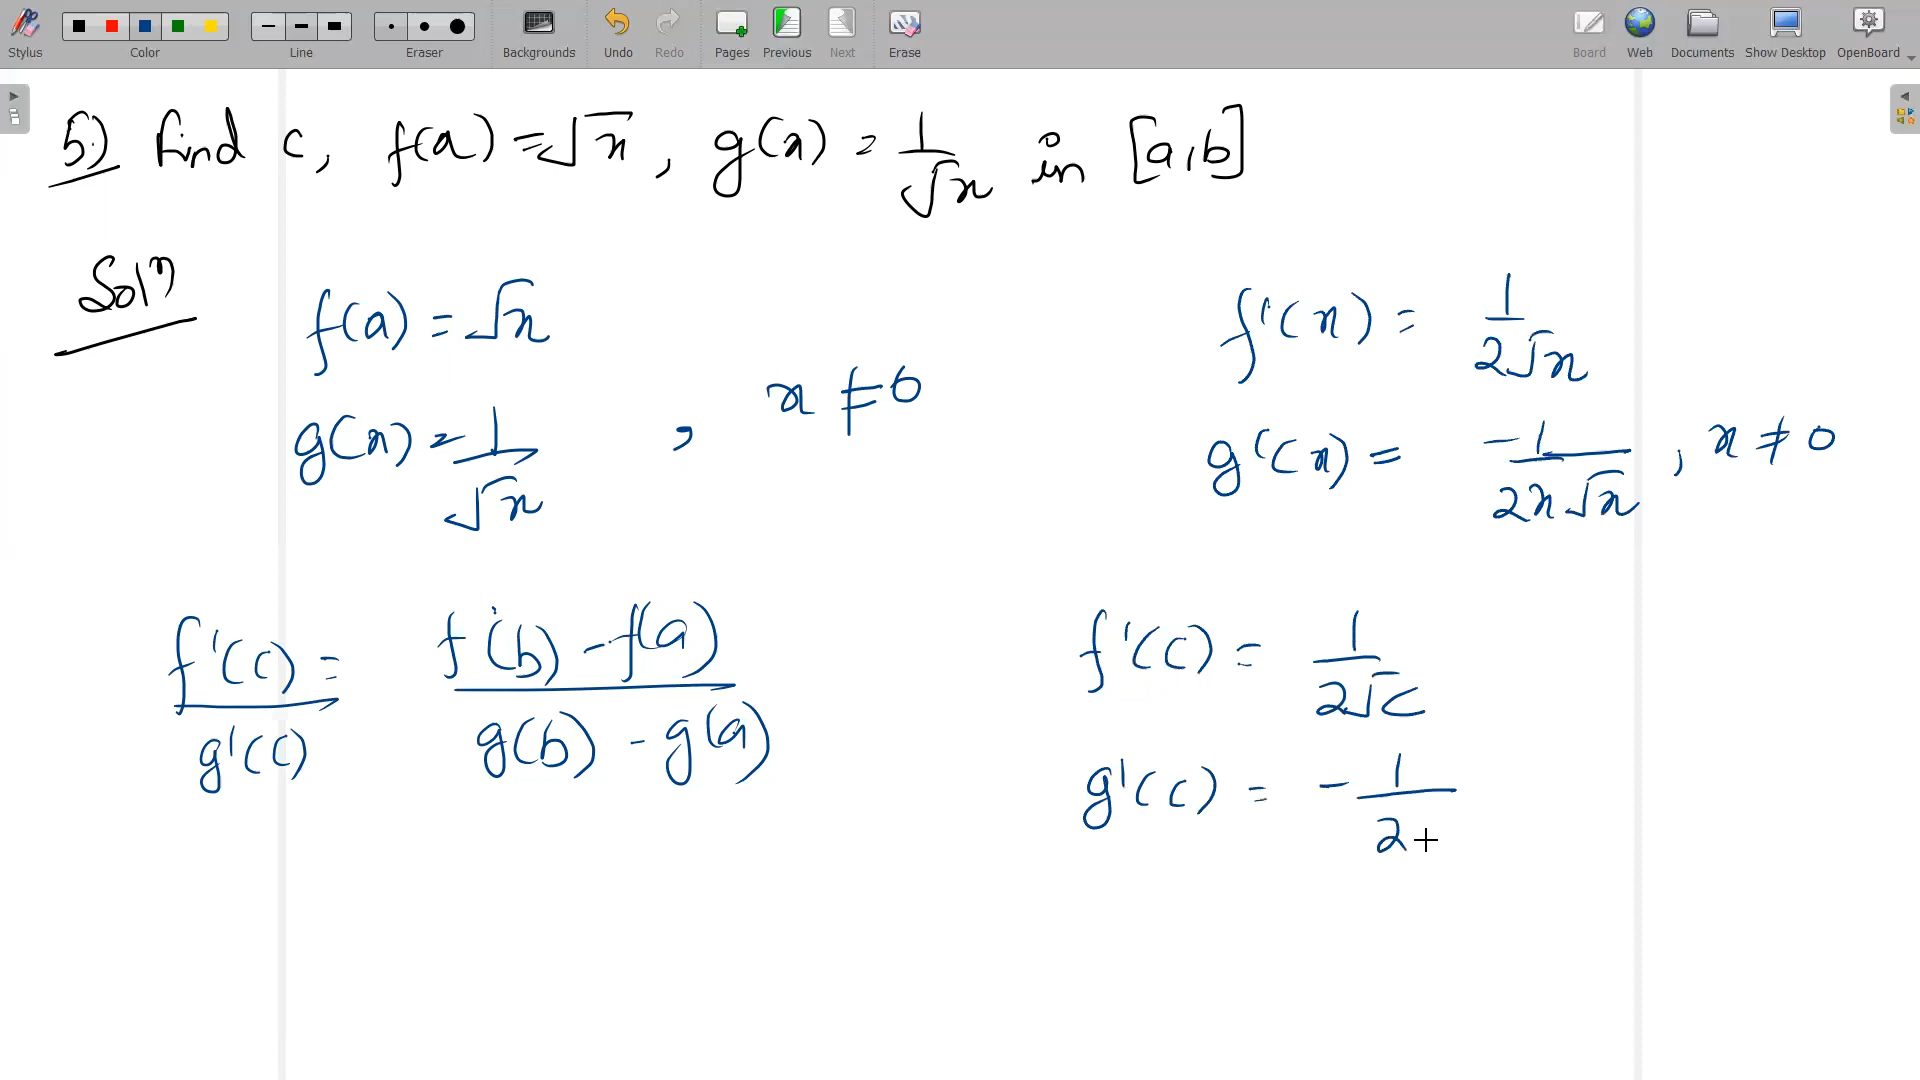 Stylus Color Line Eraser Backgrounds Undo Redo Pages Previous Next Erase Board Web Documents Show Desktop OpenBoard
5) find c, f(x) = √x, g(x) = 1/√x in [a,b]
Solⁿ
f(x) = √x
g(x) = 1/√x , x ≠ 0
f'(x) = 1/2√x
g'(x) = -1/2x√x , x ≠ 0
f'(c)/g'(c) = f(b) - f(a)/g(b) - g(a)
f'(c) = 1/2√c
g'(c) = - 1/2